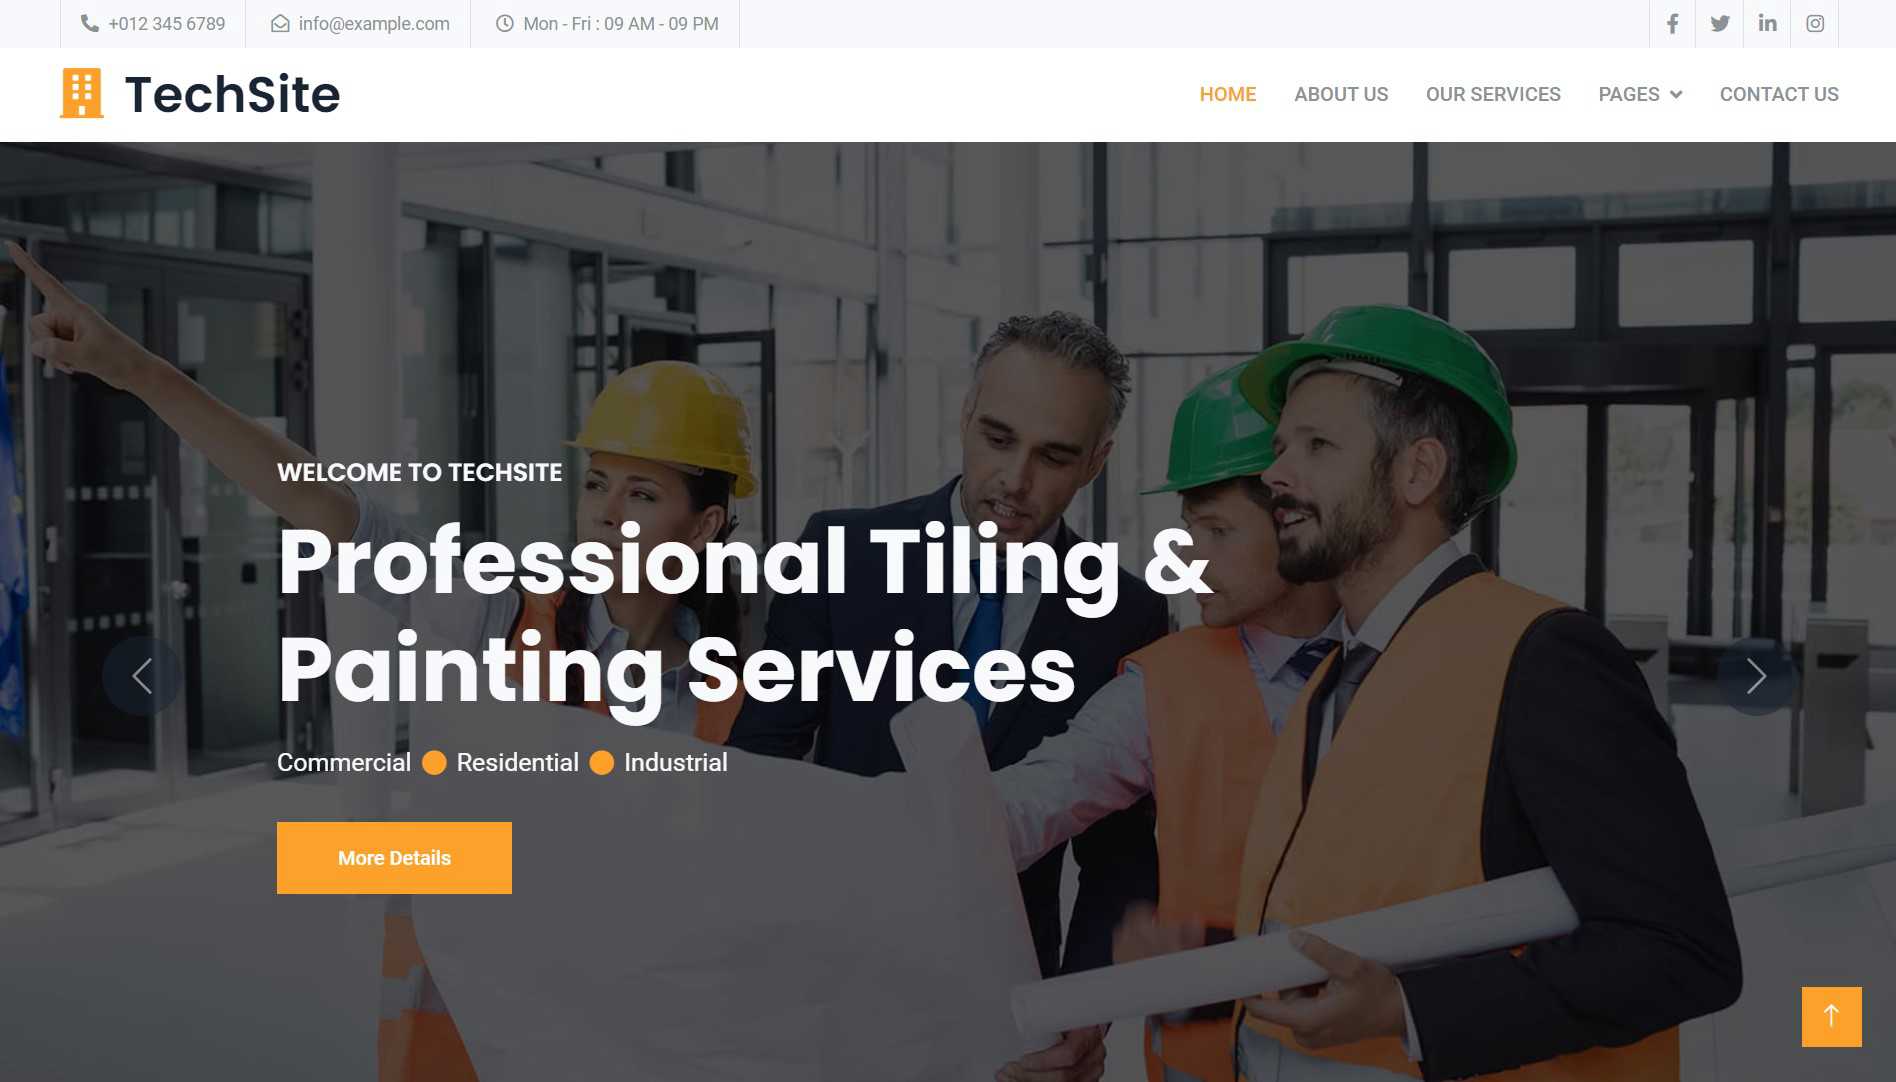 +012 345 6789
info@example.com
Mon - Fri : 09 AM - 09 PM
TechSite
HOME
ABOUT US
OUR SERVICES
PAGES
CONTACT US
WELCOME TO TECHSITE
Professional Tiling &
Painting Services
Commercial
Residential
Industrial
More Details